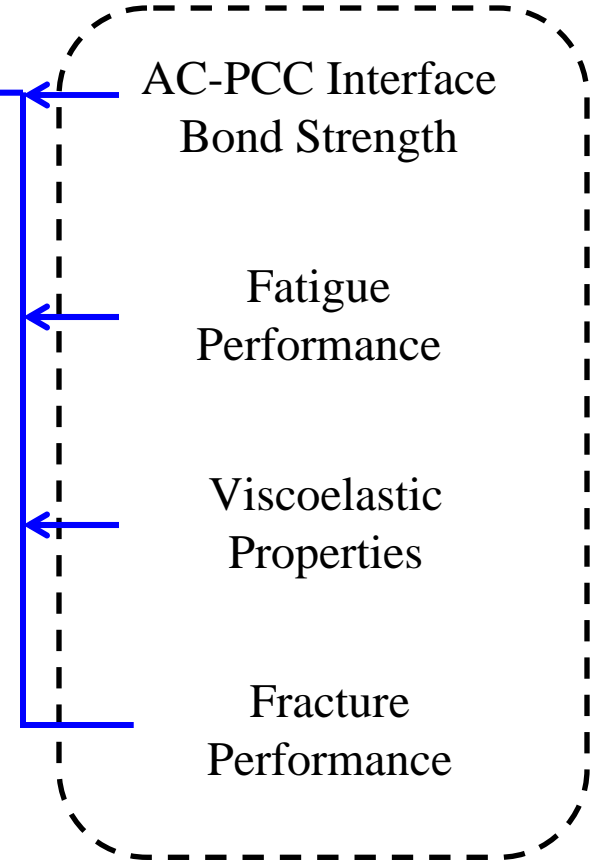 AC-PCC Interface
Bond Strength
Fatigue
Performance
Viscoelastic
Properties
Fracture
Performance